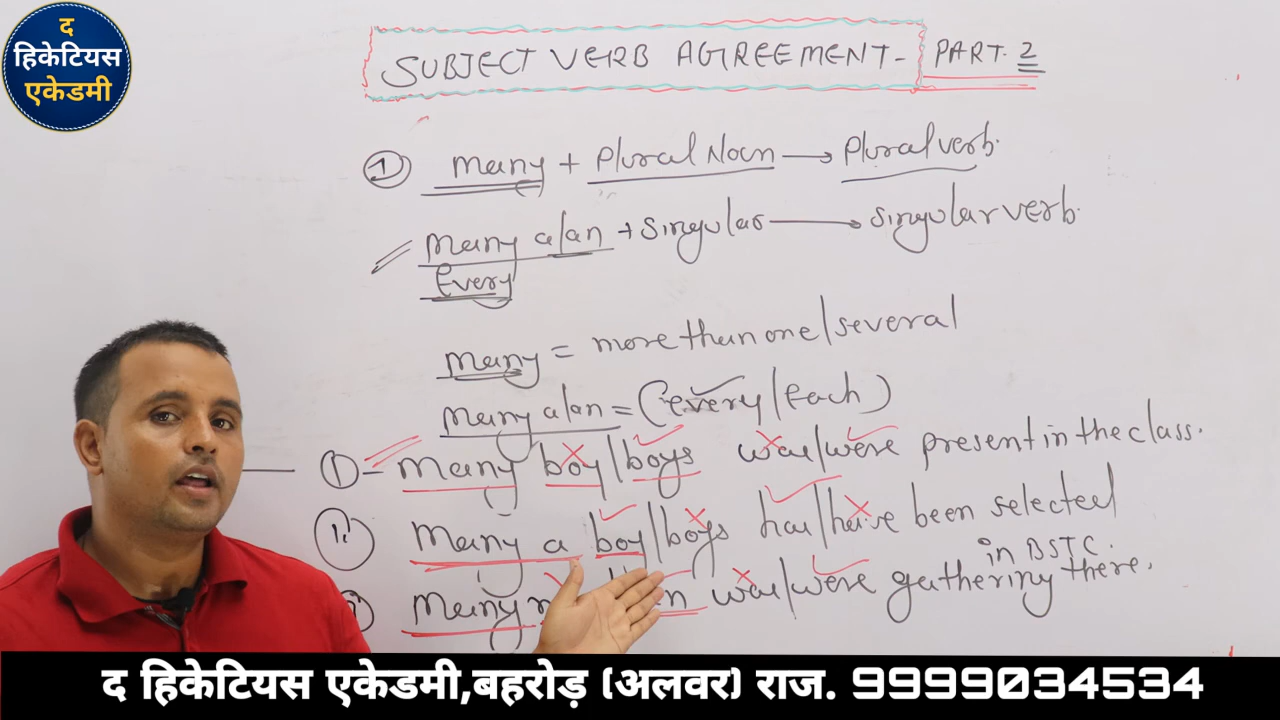 द
हिकेटियस
एकेडमी
SUBJECT VERB AGREEMENT- PART. 2
① many + Plural Noun → Plural verb.
many a/an + Singular → Singular verb.
Every
many = more than one/several
many a/an = (every/Each)
①- many boy/boys was/were present in the class.
many a boy/boys has/have been selected
in BSTC.
many was/were gathering there.
द हिकेटियस एकेडमी,बहरोड़ (अलवर) राज. 9999034534